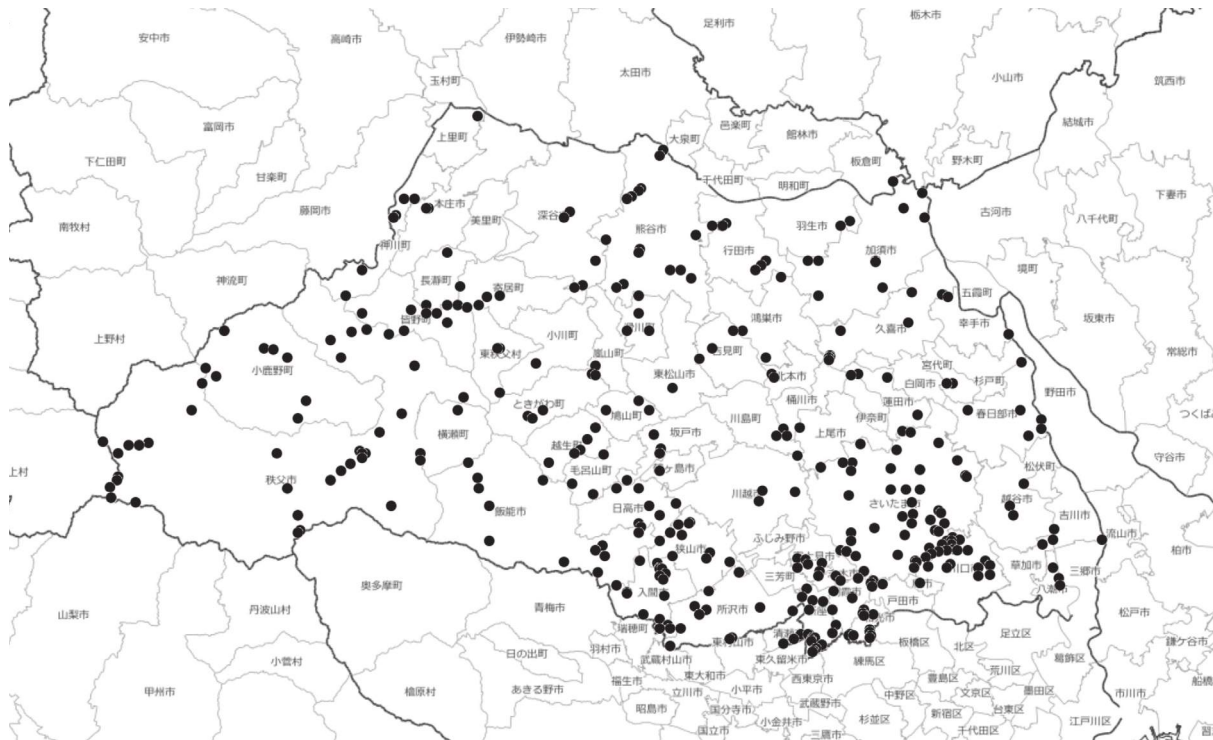 栃木市
足利市
安中市
高崎市
伊勢崎市
太田市
小山市
筑西市
玉村町
富岡市
上里町
大泉町
邑楽町
館林市
結城市
下仁田町
甘楽町
板倉町
野木町
千代田町
明和町
下妻市
藤岡市
本庄市
美里町
深谷
古河市
八千代町
南牧村
熊谷市
羽生市
神川町
行田市
加須市
境町
神流町
長瀞町
寄居町
五霞町
坂東市
皆野町
鴻巣市
久喜市
幸手市
上野村
小川町
常総市
東秩父村
吉見町
小鹿野町
嵐山町
東松山市
宮代町
北本市
白岡市
杉戸町
野田市
桶川市
蓮田市
ときがわ町
鳩山町
川島町
伊奈町
春日部市
つくば
横瀬町
坂戸市
上尾市
越生町
守谷市
上村
毛呂山町
松伏町
秩父市
川越市
越谷市
日高市
飯能市
吉川市
ふじみ野市
流山市
狭山市
柏市
三芳町
川口市
草加市
三郷市
奥多摩町
入間市
戸田市
八潮市
山梨市
丹波山村
青梅市
所沢市
松戸市
瑞穂町
足立区
板橋区
北区
鎌ケ谷市
日の出町
羽村市
武蔵村山市
東村山市
東久留米市
練馬区
葛飾区
小菅村
東大和市
西東京市
荒川区
福生市
豊島区
船橋
甲州市
檜原村
あきる野市
立川市
小平市
中野区
文京区
墨田区
市川市
昭島市
国分寺市
武蔵野市
新宿区
台東区
小金井市
杉並区
江戸川区
国立市
三鷹市
千代田区